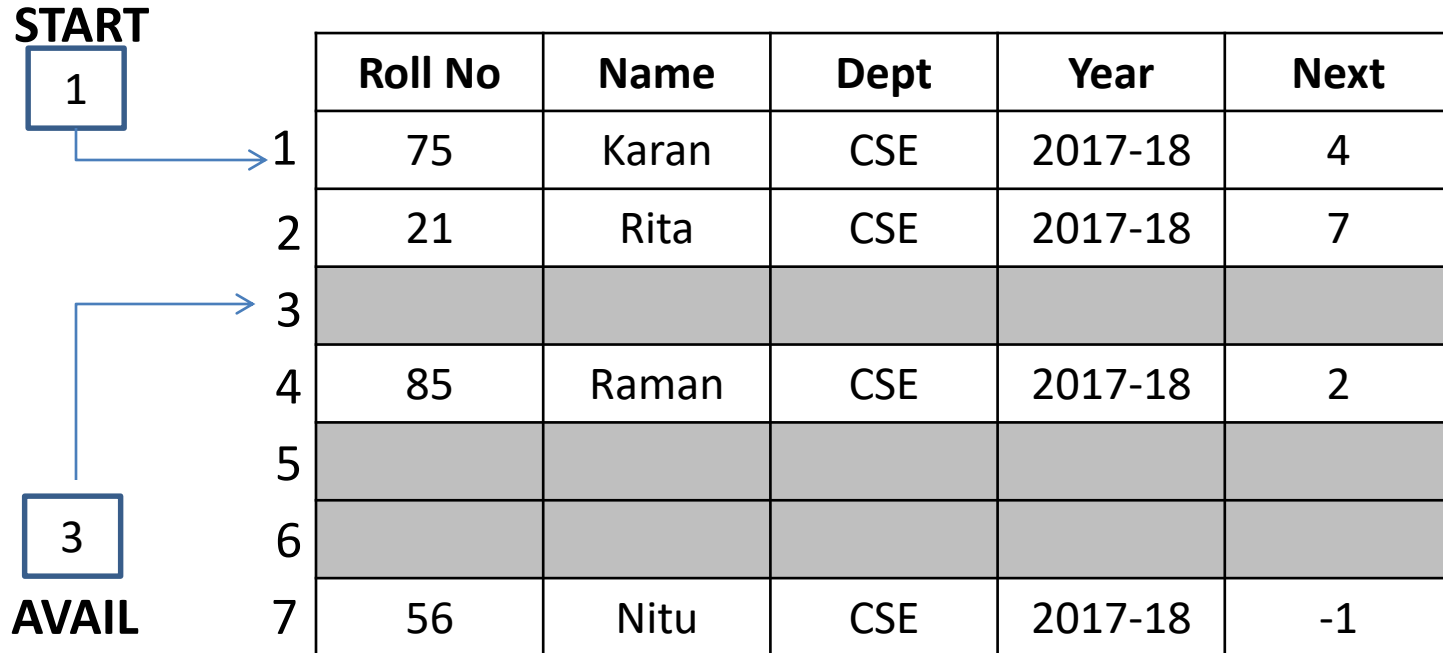 START
1
Roll No Name Dept Year Next
1 75 Karan CSE 2017-18 4
2 21 Rita CSE 2017-18 7
3
4 85 Raman CSE 2017-18 2
5
3 6
AVAIL 7 56 Nitu CSE 2017-18 -1